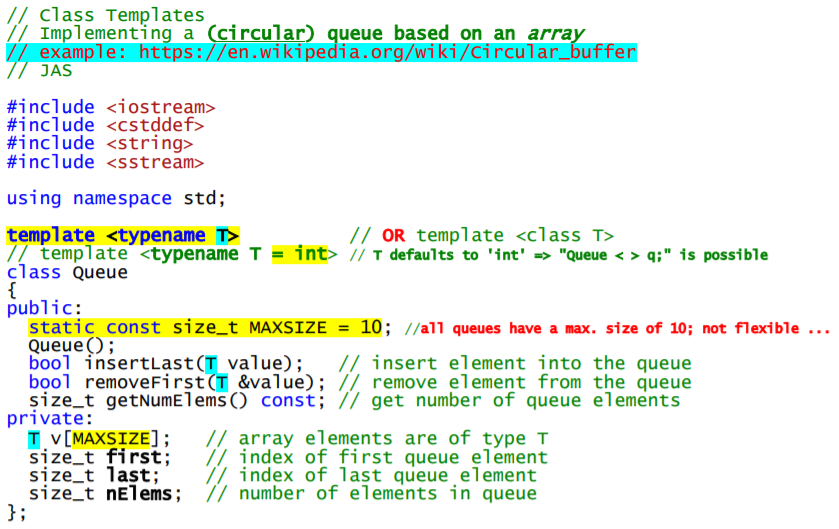 // Class Templates
// Implementing a (circular) queue based on an array
// example: https://en.wikipedia.org/wiki/Circular_buffer
// JAS
#include <iostream>
#include <cstddef>
#include <string>
#include <sstream>
using namespace std;
template <typename T> // OR template <class T>
// template <typename T = int> // T defaults to 'int' => "Queue < > q;" is possible
class Queue
{
public:
static const size_t MAXSIZE = 10; //all queues have a max. size of 10; not flexible ...
Queue();
bool insertLast(T value); // insert element into the queue
bool removeFirst(T &value); // remove element from the queue
size_t getNumElems() const; // get number of queue elements
private:
T v[MAXSIZE]; // array elements are of type T
size_t first; // index of first queue element
size_t last; // index of last queue element
size_t nElems; // number of elements in queue
};